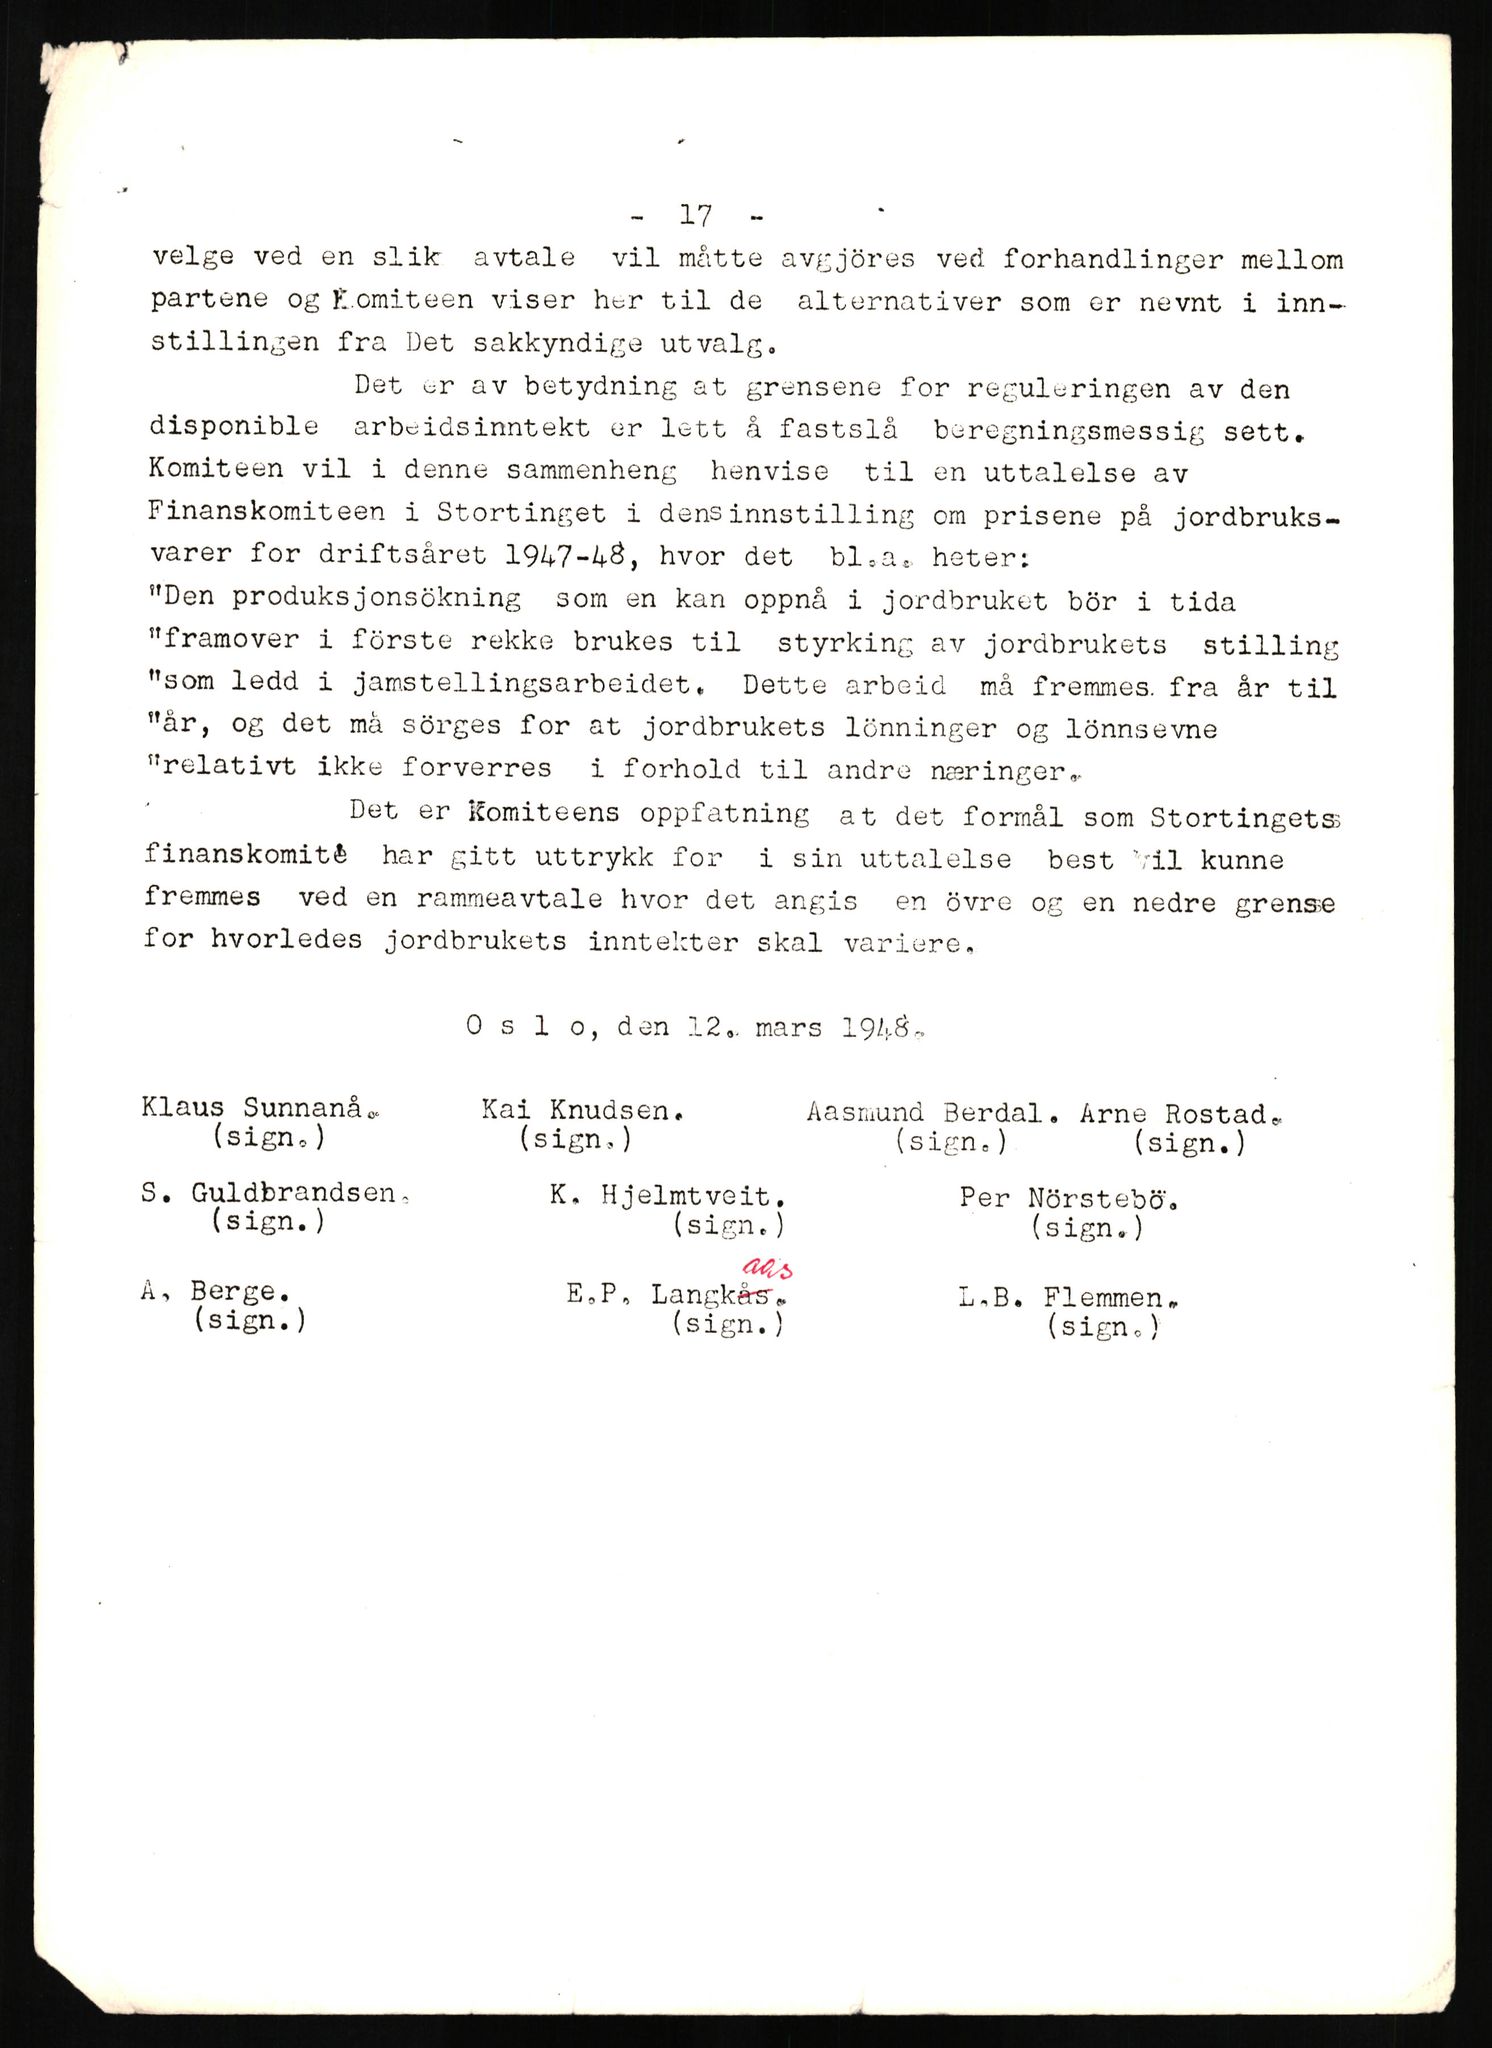 - 17 -
velge ved en slik avtale vil måtte avgjöres ved forhandlinger mellom
partene og Komiteen viser her til de alternativer som er nevnt i inn-
stillingen fra Det sakkyndige utvalg.
Det er av betydning at grensene for reguleringen av den
disponible arbeidsinntekt er lett å fastslå beregningsmessig sett.
Komiteen vil i denne sammenheng henvise til en uttalelse av
Finanskomiteen i Stortinget i dens innstilling om prisene på jordbruks-
varer for driftsåret 1947-48, hvor det bl.a. heter:
"Den produksjonsökning som en kan oppnå i jordbruket bör i tida
"framover i förste rekke brukes til styrking av jordbrukets stilling
"som ledd i jamstellingsarbeidet. Dette arbeid må fremmes fra år til
"år, og det må sörges for at jordbrukets lönninger og lönnsevne
"relativt ikke forverres i forhold til andre næringer.
Det er Komiteens oppfatning at det formål som Stortingets
finanskomite har gitt uttrykk for i sin uttalelse best vil kunne
fremmes ved en rammeavtale hvor det angis en övre og en nedre grense
for hvorledes jordbrukets inntekter skal variere.
O s l o, den 12. mars 1948.
Klaus Sunnanå. Kai Knudsen. Aasmund Berdal. Arne Rostad.
(sign.) (sign.) (sign.) (sign.)
S. Guldbrandsen. K. Hjelmtveit. Per Nörstebö.
(sign.) (sign.) (sign.)
aas
A. Berge. E.P. Langkås. L.B. Flemmen.
(sign.) (sign.) (sign.)